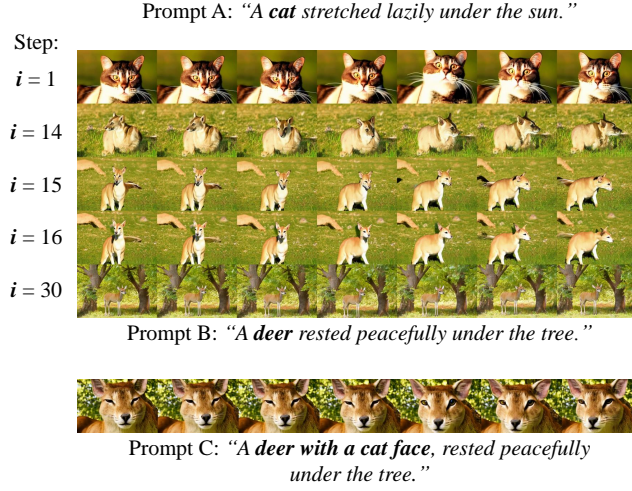 Prompt A: “A cat stretched lazily under the sun.”
Step:
i = 1
i = 14
i = 15
i = 16
i = 30
Prompt B: “A deer rested peacefully under the tree.”
Prompt C: “A deer with a cat face, rested peacefully
under the tree.”